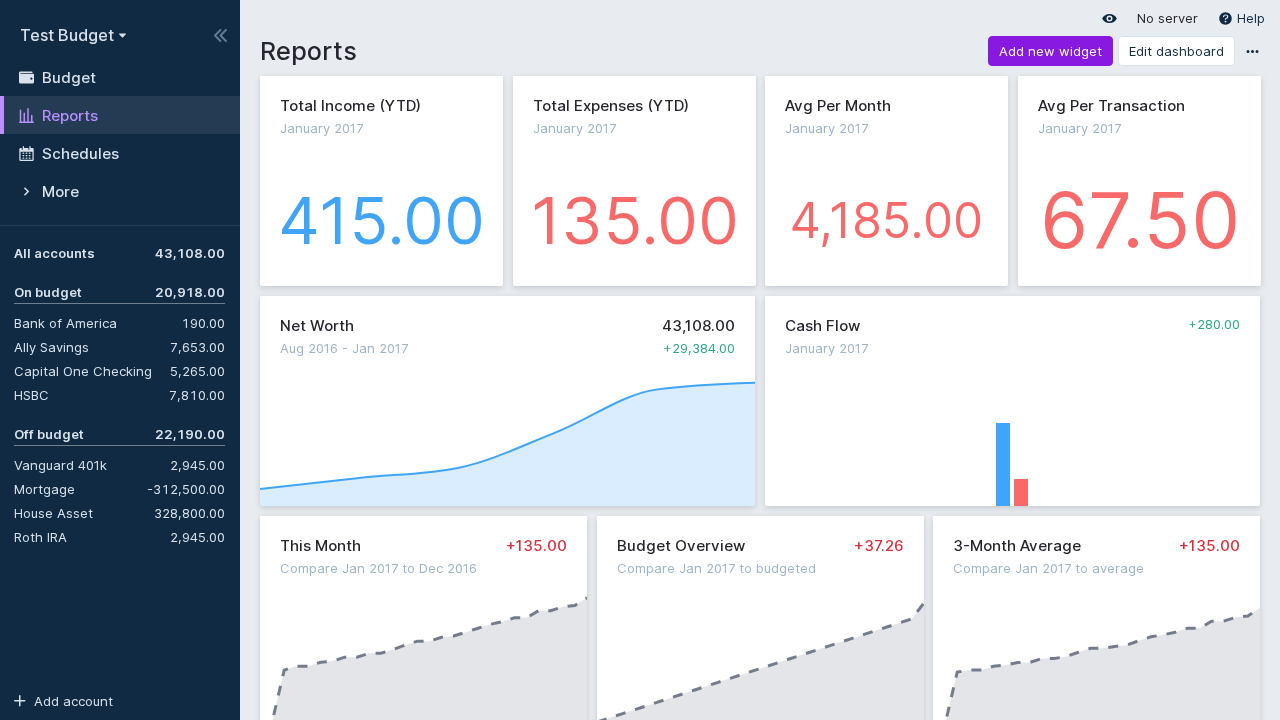 Test Budget
Budget
Reports
Schedules
More
All accounts 43,108.00
On budget 20,918.00
Bank of America 190.00
Ally Savings 7,653.00
Capital One Checking 5,265.00
HSBC 7,810.00
Off budget 22,190.00
Vanguard 401k 2,945.00
Mortgage -312,500.00
House Asset 328,800.00
Roth IRA 2,945.00
Add account
No server Help
Reports
Add new widget Edit dashboard
Total Income (YTD)
January 2017
415.00
Total Expenses (YTD)
January 2017
135.00
Avg Per Month
January 2017
4,185.00
Avg Per Transaction
January 2017
67.50
Net Worth 43,108.00
Aug 2016 - Jan 2017 +29,384.00
Cash Flow +280.00
January 2017
This Month +135.00
Compare Jan 2017 to Dec 2016
Budget Overview +37.26
Compare Jan 2017 to budgeted
3-Month Average +135.00
Compare Jan 2017 to average